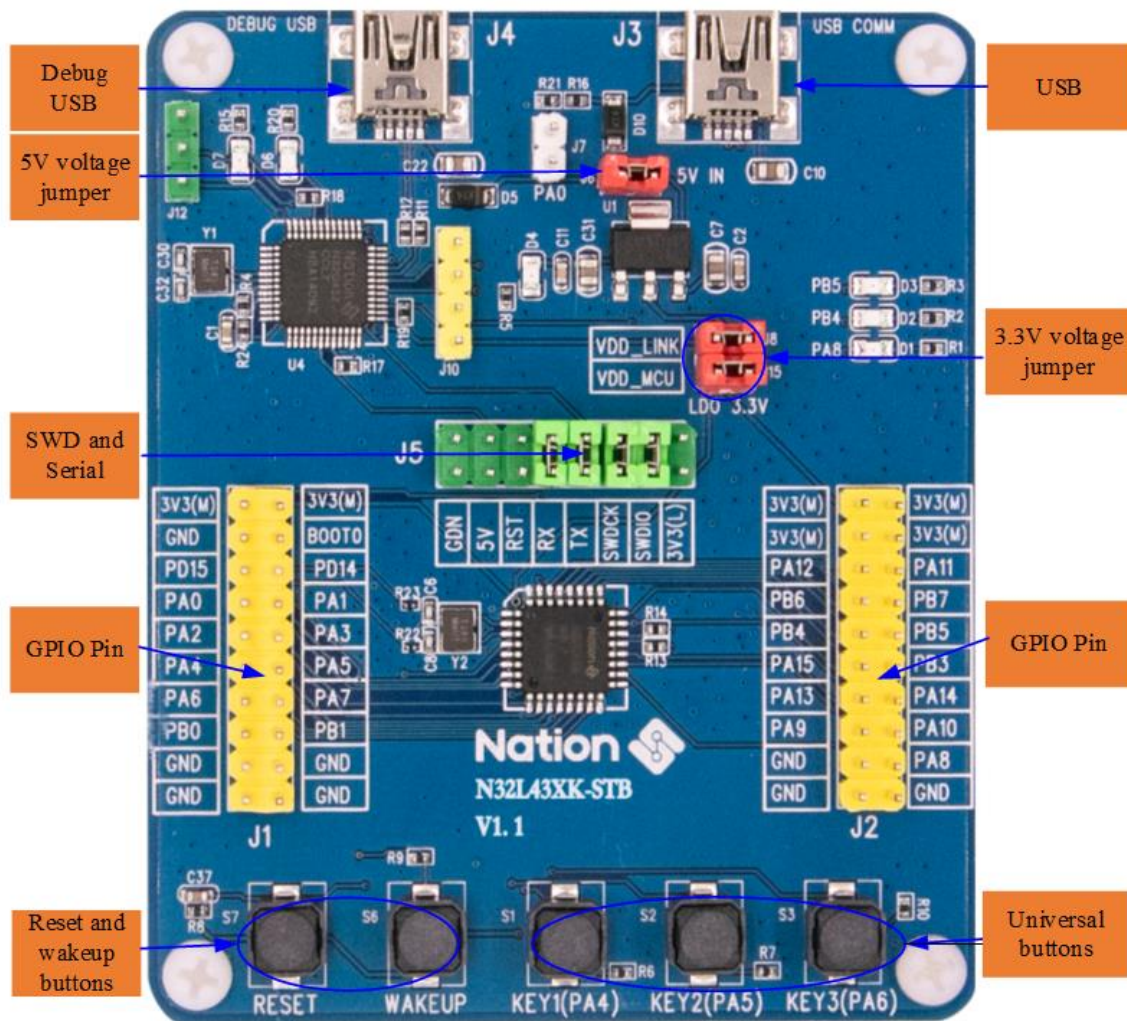 DEBUG USB
J4
J3
USB COMM
Debug
USB
USB
5V voltage
jumper
R21
R16
D10
J7
PA0
J6
5V IN
U1
C10
R15
R20
D7
D6
J12
R18
C22
D5
R12
R11
Y1
C30
C32
R4
C1
R24
U4
R17
R19
J10
D4
C11
C31
C7
C2
R5
PB5
D3
R3
PB4
D2
R2
PA8
D1
R1
VDD_LINK
VDD_MCU
J8
J15
LDO 3.3V
3.3V voltage
jumper
SWD and
Serial
J5
GDN
5V
RST
RX
TX
SWDCK
SWDIO
3V3(L)
3V3(M)
3V3(M)
GND
BOOT0
PD15
PD14
PA0
PA1
PA2
PA3
PA4
PA5
PA6
PA7
PB0
PB1
GND
GND
GND
GND
J1
GPIO Pin
R23
C6
R22
C8
Y2
R14
R13
3V3(M)
3V3(M)
3V3(M)
3V3(M)
PA12
PA11
PB6
PB7
PB4
PB5
PA15
PB3
PA13
PA14
PA9
PA10
GND
PA8
GND
GND
J2
GPIO Pin
Nation
N32L43XK-STB
V1. 1
R9
C37
R8
S7
S6
S1
S2
S3
R10
R6
R7
Reset and
wakeup
buttons
Universal
buttons
RESET
WAKEUP
KEY1(PA4)
KEY2(PA5)
KEY3(PA6)